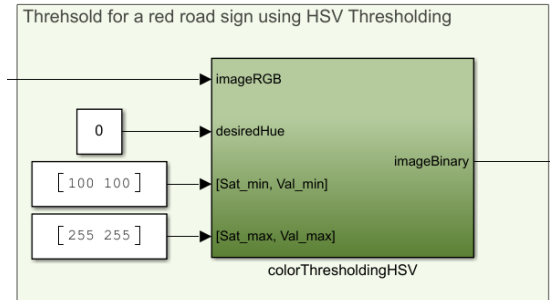 Threhsold for a red road sign using HSV Thresholding
imageRGB
0
desiredHue
imageBinary
[ 100 100 ]
[Sat_min, Val_min]
[ 255 255 ]
[Sat_max, Val_max]
colorThresholdingHSV